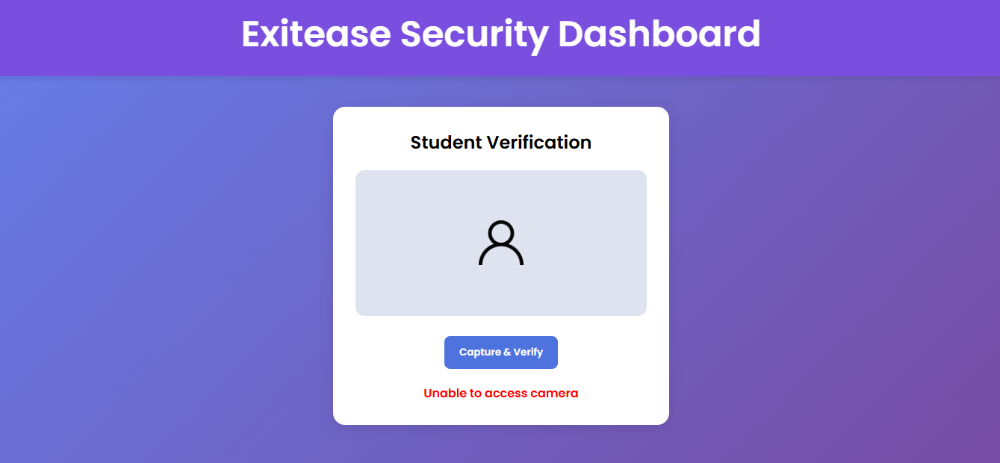 Exitease Security Dashboard
Student Verification
Capture & Verify
Unable to access camera